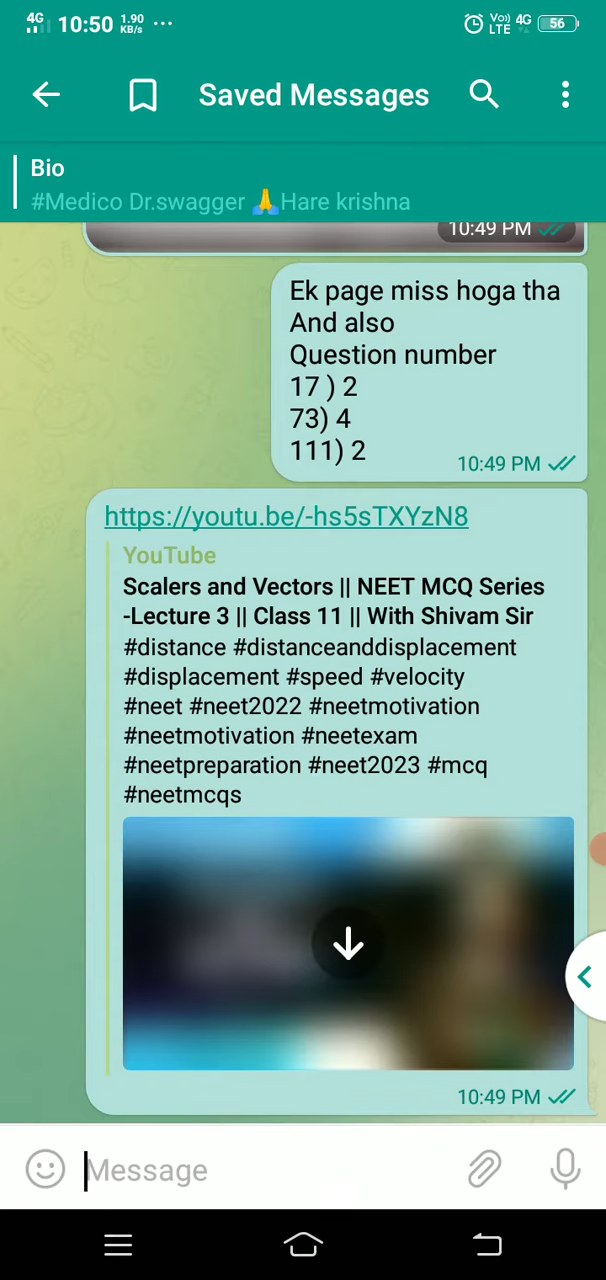 4G 10:50 1.90 KB/s ... Vo) LTE 4G 56
Saved Messages
Bio
#Medico Dr.swagger 🙏Hare krishna
10:49 PM
Ek page miss hoga tha
And also
Question number
17 ) 2
73) 4
111) 2
10:49 PM
https://youtu.be/-hs5sTXYzN8
YouTube
Scalers and Vectors || NEET MCQ Series
-Lecture 3 || Class 11 || With Shivam Sir
#distance #distanceanddisplacement
#displacement #speed #velocity
#neet #neet2022 #neetmotivation
#neetmotivation #neetexam
#neetpreparation #neet2023 #mcq
#neetmcqs
10:49 PM
Message